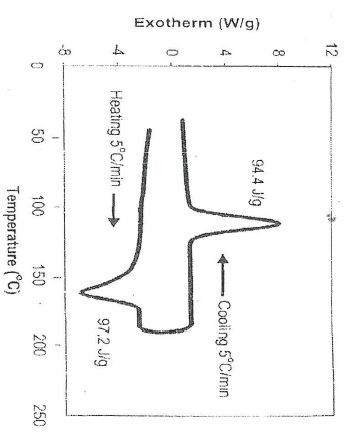 Exotherm (W/g)
12
8
4
0
-4
-8
94.4 J/g
Cooling 5°C/min
Heating 5°C/min
97.2 J/g
0
50
100
150
200
250
Temperature (°C)